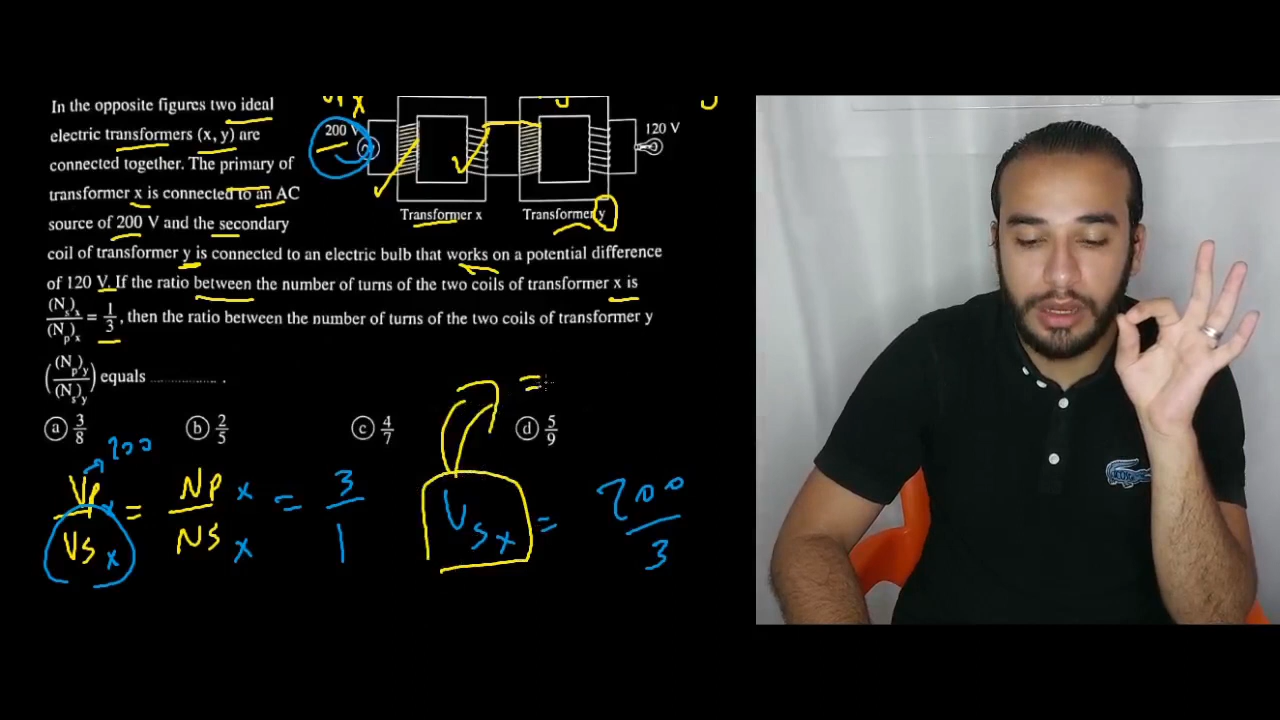 In the opposite figures two ideal
electric transformers (x, y) are
connected together. The primary of
transformer x is connected to an AC
source of 200 V and the secondary
coil of transformer y is connected to an electric bulb that works on a potential difference
of 120 V. If the ratio between the number of turns of the two coils of transformer x is
(Ns)x / (Np)x = 1/3, then the ratio between the number of turns of the two coils of transformer y
((Np)y / (Ns)y) equals ............. .
200 V
120 V
Transformer x
Transformer y
a 3/8
b 2/5
c 4/7
d 5/9
200
Vpx / Vsx = Npx / Nsx = 3/1
Vsx = 200/3
=